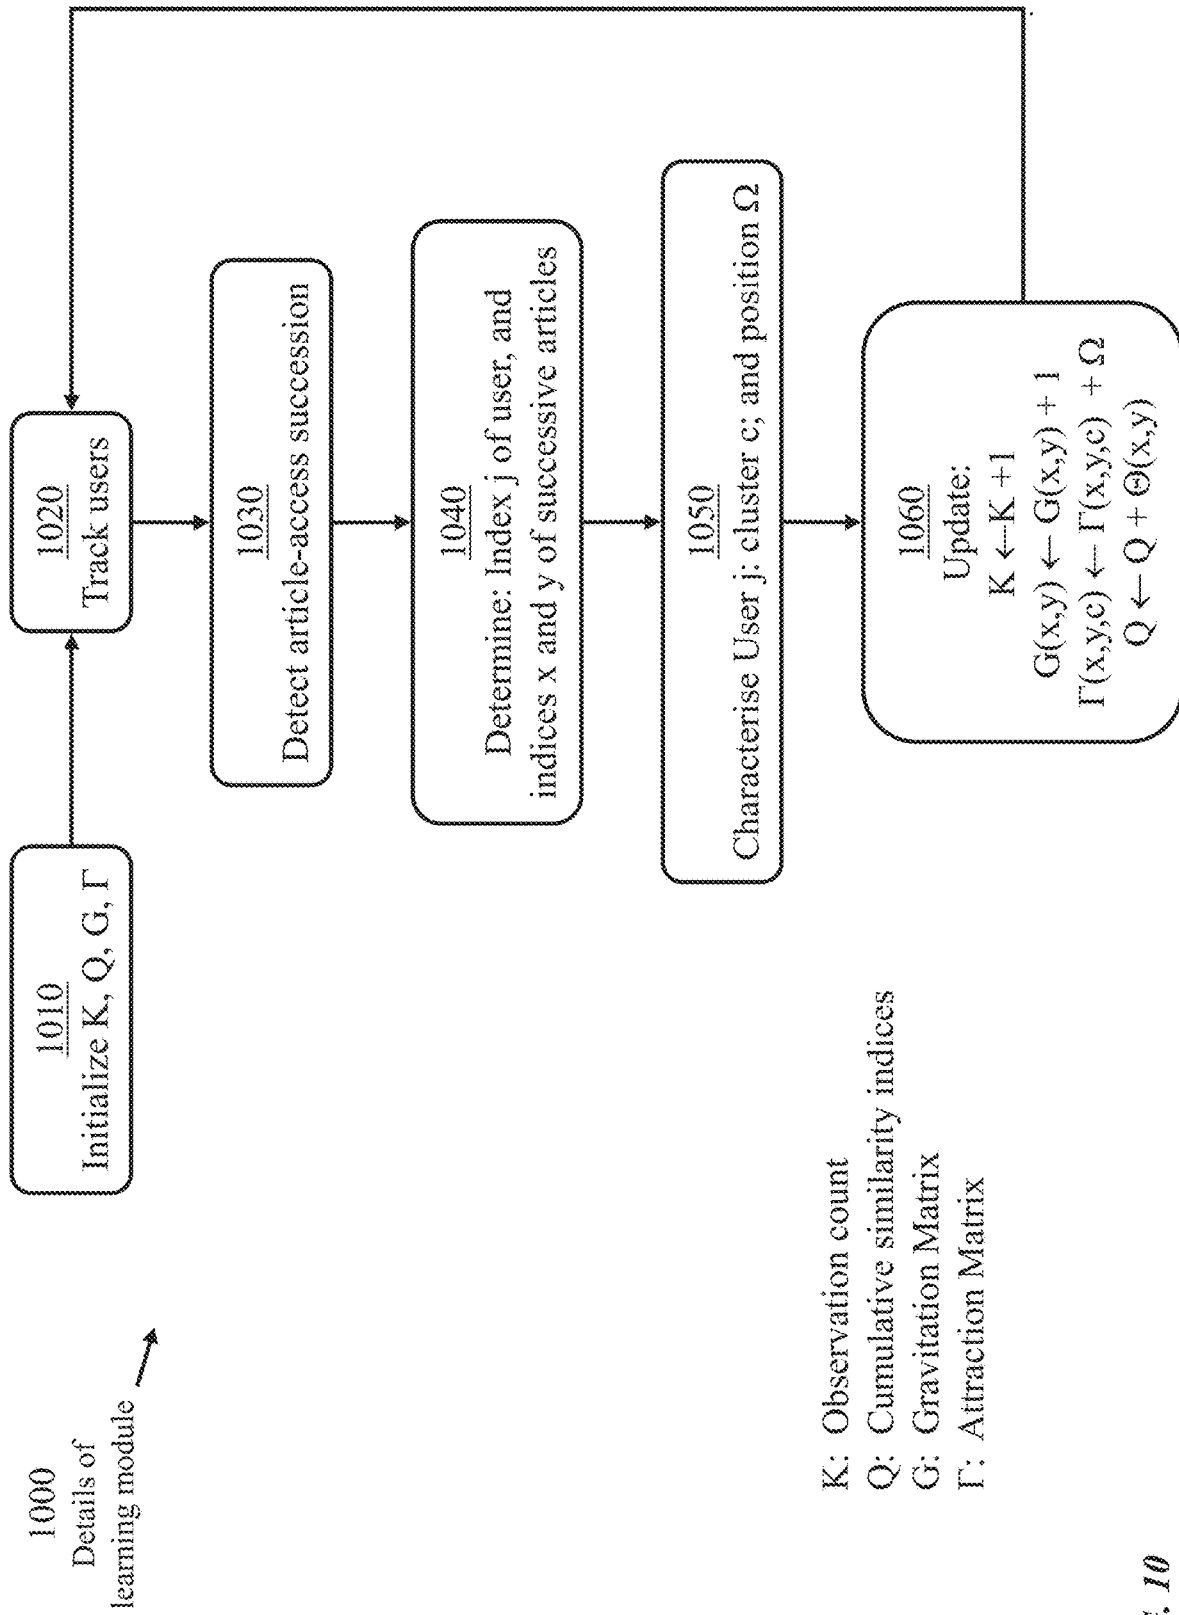 1000
Details of
learning module
1010
Initialize K, Q, G, Γ
1020
Track users
1030
Detect article-access succession
1040
Determine: Index j of user, and
indices x and y of successive articles
1050
Characterise User j: cluster c; and position Ω
1060
Update:
K ←K +1
G(x,y) ← G(x,y) + 1
Γ(x,y,c) ← Γ(x,y,c) + Ω
Q ← Q + Θ(x,y)
K: Observation count
Q: Cumulative similarity indices
G: Gravitation Matrix
Γ: Attraction Matrix
10